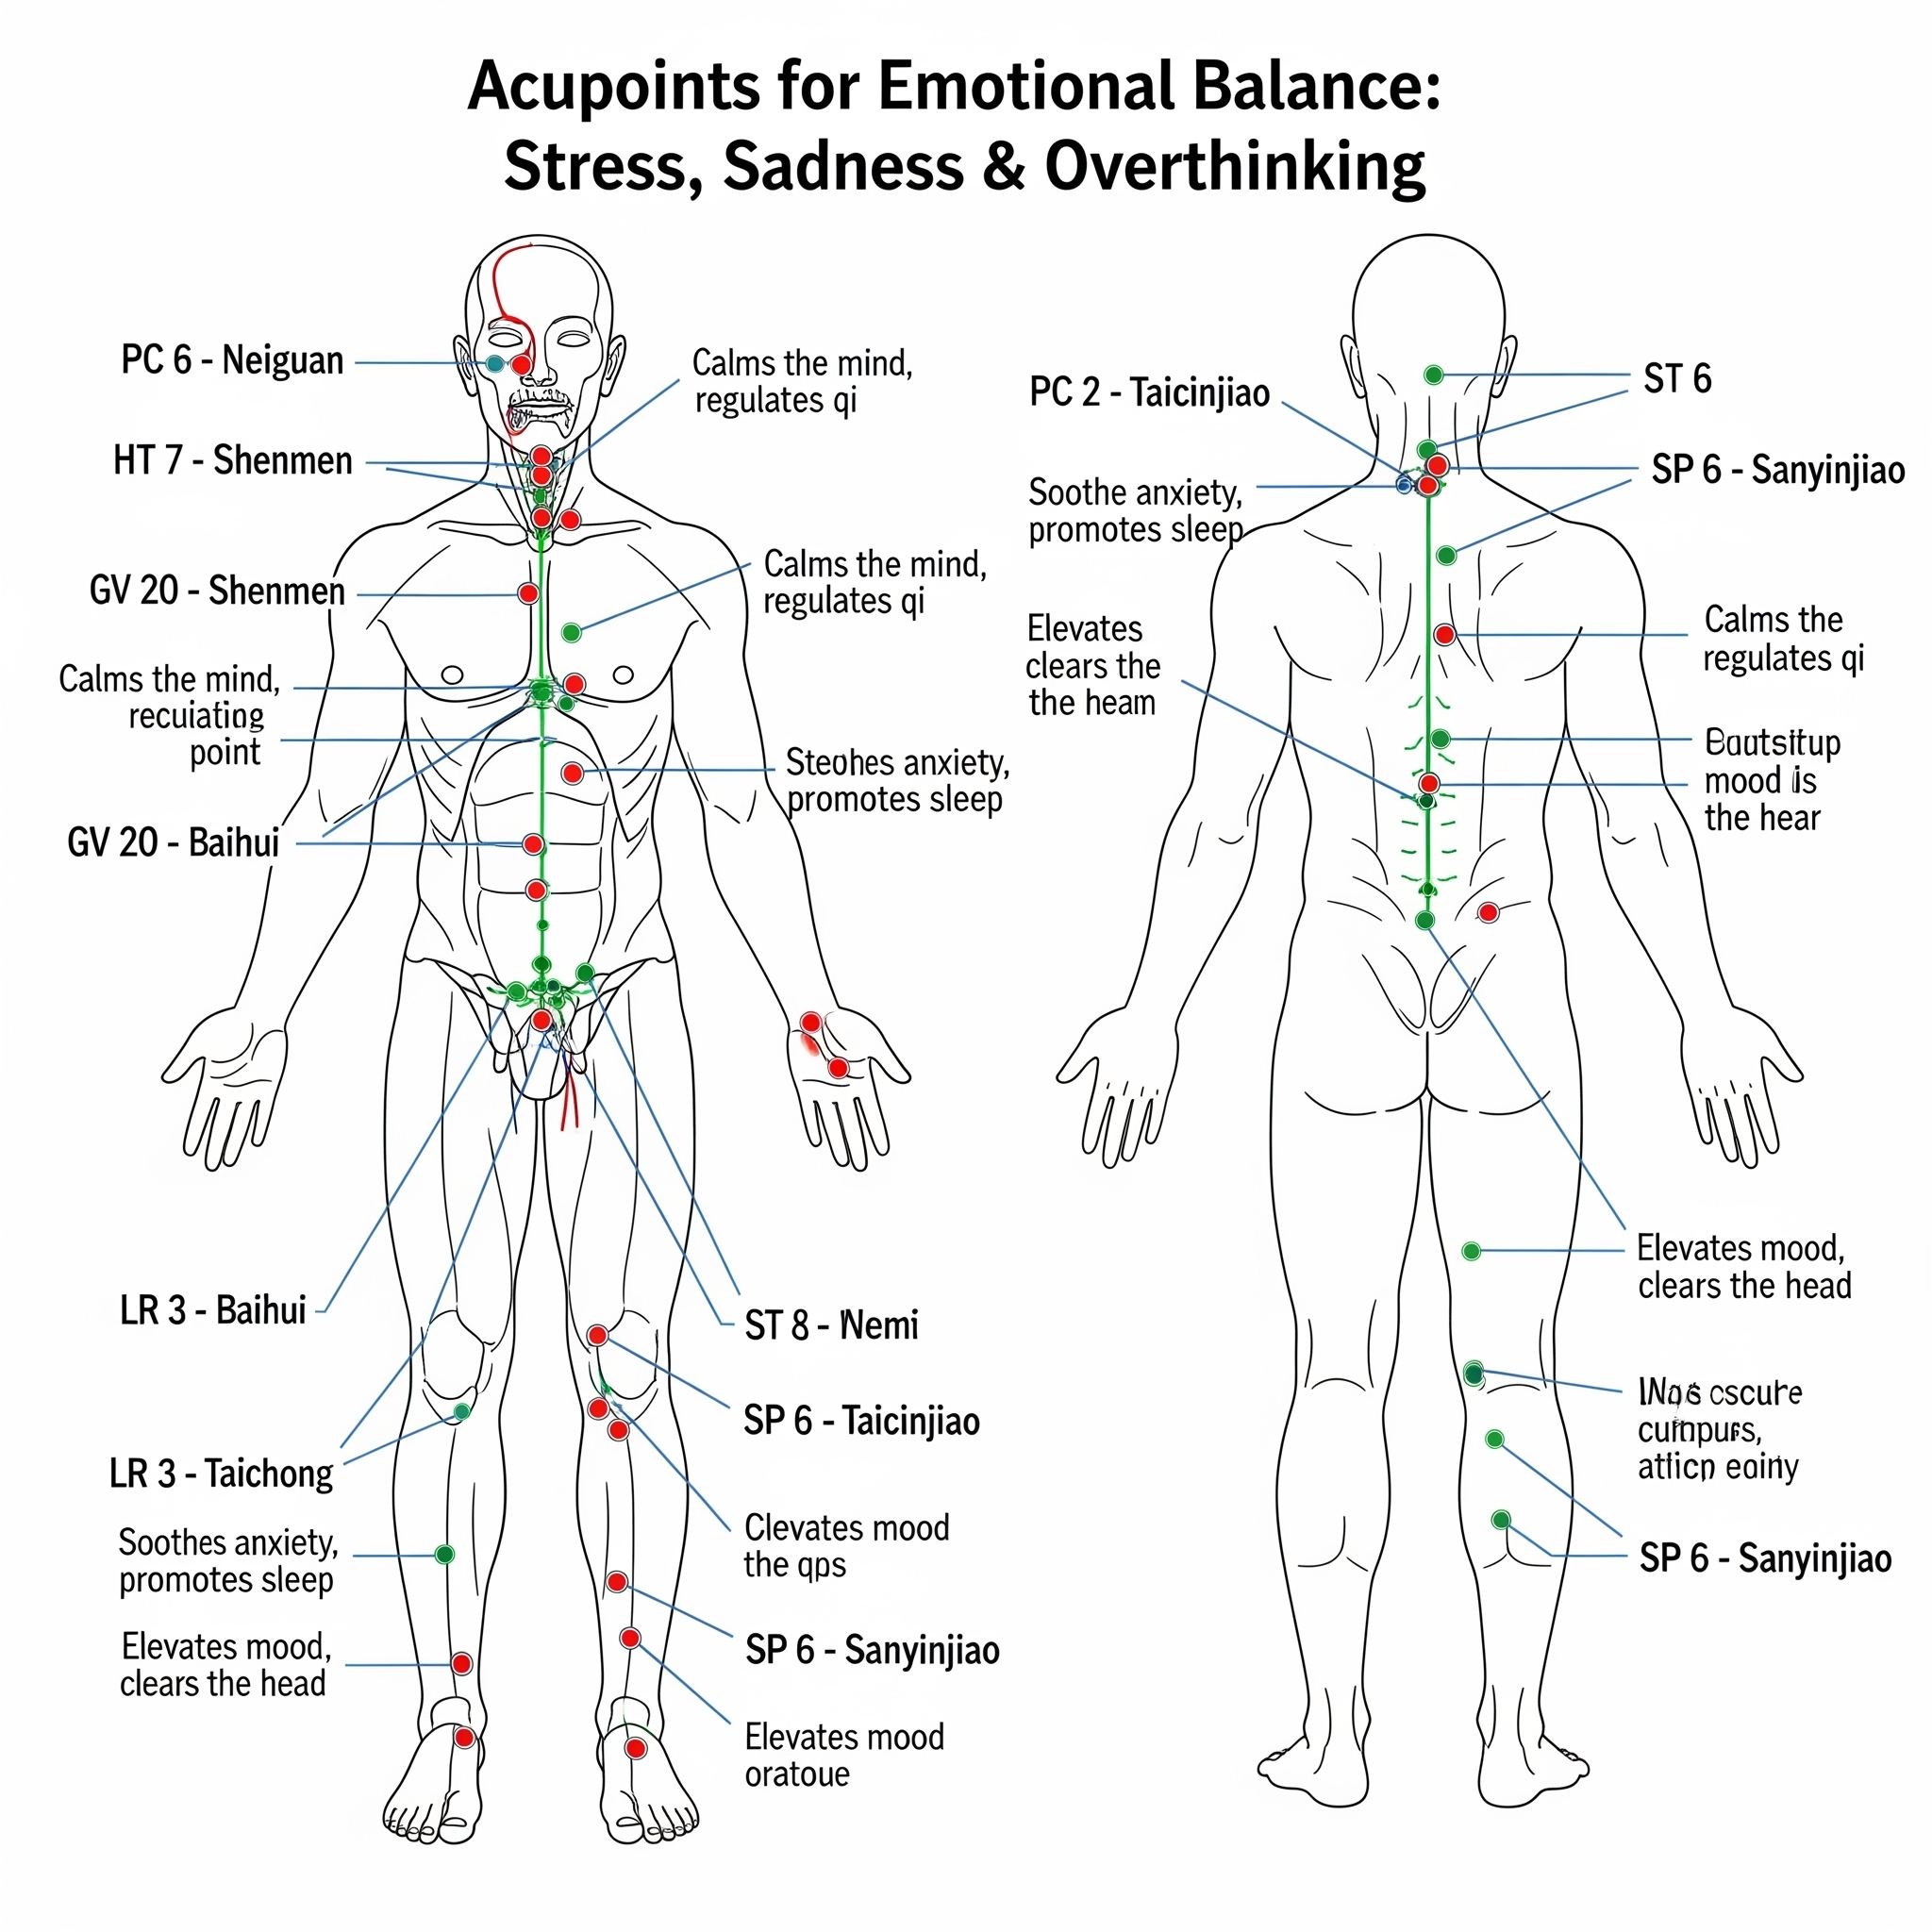 Acupoints for Emotional Balance:
Stress, Sadness & Overthinking
PC 6 - Neiguan
HT 7 - Shenmen
GV 20 - Shenmen
Calms the mind,
recuiating
point
GV 20 - Baihui
LR 3 - Baihui
LR 3 - Taichong
Soothes anxiety,
promotes sleep
Elevates mood,
clears the head
Calms the mind,
regulates qi
Calms the mind,
regulates qi
Steohes anxiety,
promotes sleep
ST 8 - Nemi
SP 6 - Taicinjiao
Clevates mood
the qps
SP 6 - Sanyinjiao
Elevates mood
oratoue
PC 2 - Taicinjiao
Soothe anxiety,
promotes sleep
Elevates
clears the
the heam
ST 6
SP 6 - Sanyinjiao
Calms the
regulates qi
mood is
the hear
Elevates mood,
clears the head
cscure
SP 6 - Sanyinjiao